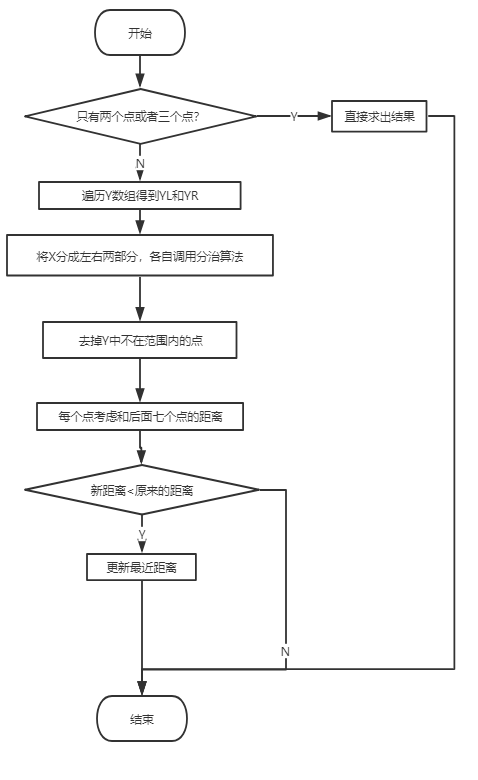 开始
只有两个点或者三个点?
Y
直接求出结果
N
遍历Y数组得到YL和YR
将X分成左右两部分，各自调用分治算法
去掉Y中不在范围内的点
每个点考虑和后面七个点的距离
新距离<原来的距离
Y
更新最近距离
N
结束